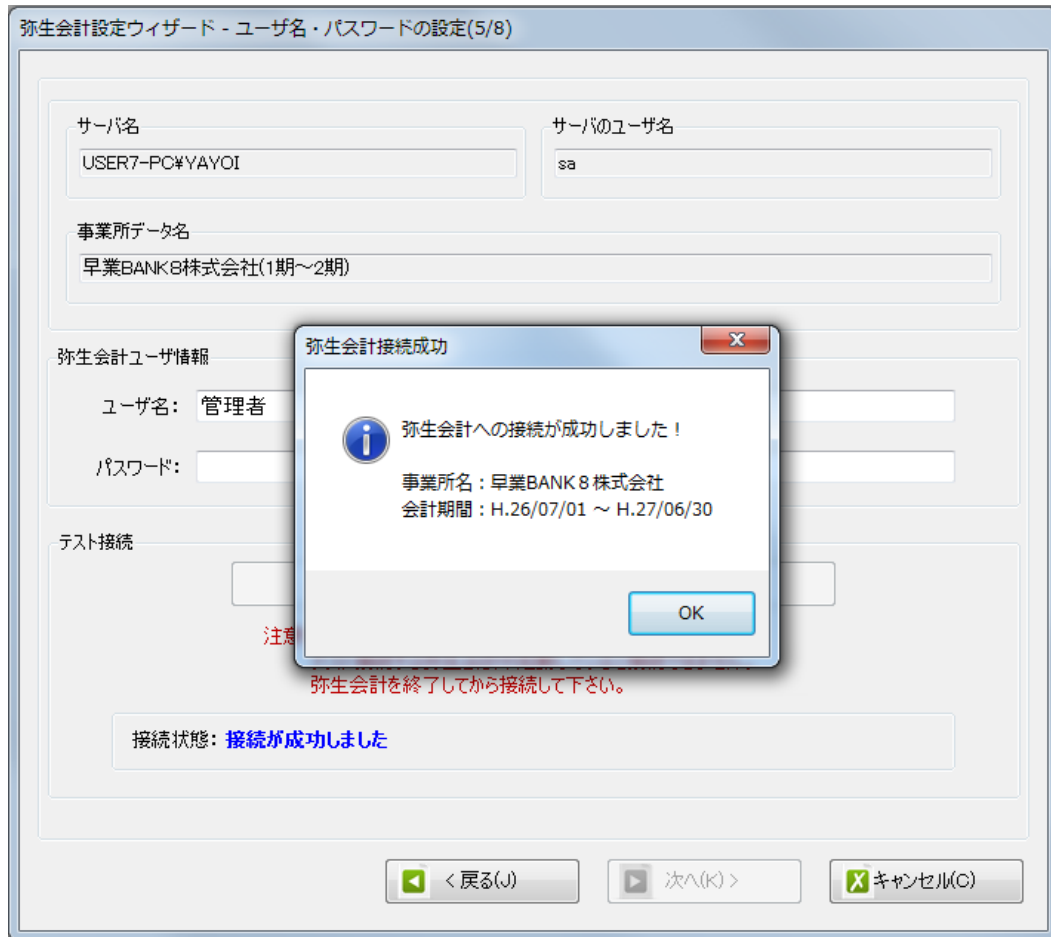 弥生会計設定ウィザード - ユーザ名・パスワードの設定(5/8)
サーバ名
USER7-PC¥YAYOI
サーバのユーザ名
sa
事業所データ名
早業BANK8株式会社(1期～2期)
弥生会計ユーザ情報
ユーザ名: 管理者
パスワード:
弥生会計接続成功
弥生会計への接続が成功しました！
事業所名：早業BANK８株式会社
会計期間：H.26/07/01 ～ H.27/06/30
OK
テスト接続
注意
弥生会計を終了してから接続して下さい。
接続状態: 接続が成功しました
＜戻る(J)
次へ(K)＞
キャンセル(C)